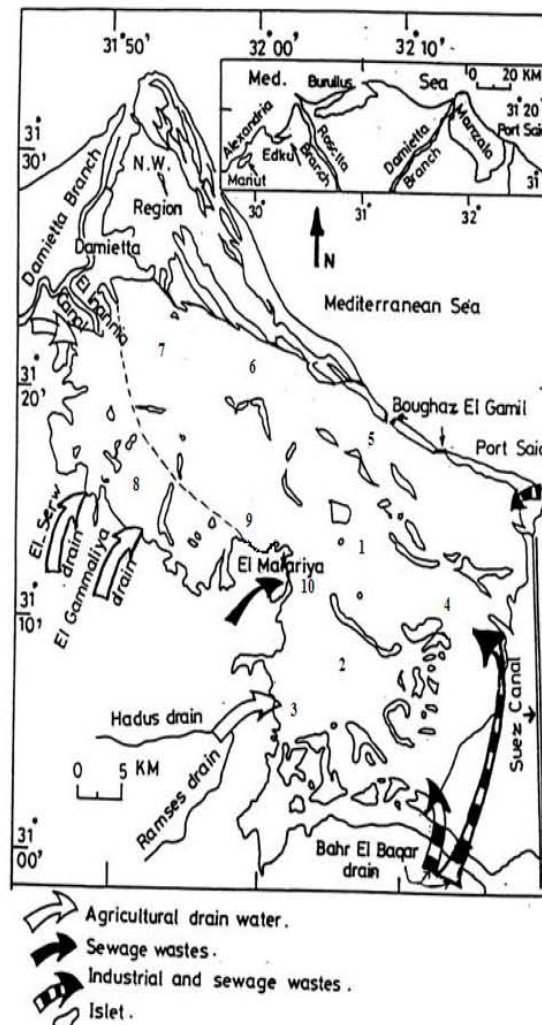 31° 50'
32° 00'
32° 10'
0 20 KM
Med.
Burullus
Sea
31° 20'
Alexandria
Rosetta Branch
Edku
Mariut
Damietta Branch
Manzalla
Port Said
30
31
32
31° 30'
N.W. Region
Damietta Branch
Damietta
N
El Inannia Canal
Mediterranean Sea
7
6
31° 20'
Boughaz El Gamil
5
Port Said
8
El-Serw drain
El Gammaliya drain
9
1
El Matariya
10
31° 10'
4
2
Suez Canal
3
Hadus drain
Ramses drain
0 5
KM
31° 00'
Bahr El Baqar
drain
Agricultural drain water.
Sewage wastes.
Industrial and sewage wastes.
Islet.